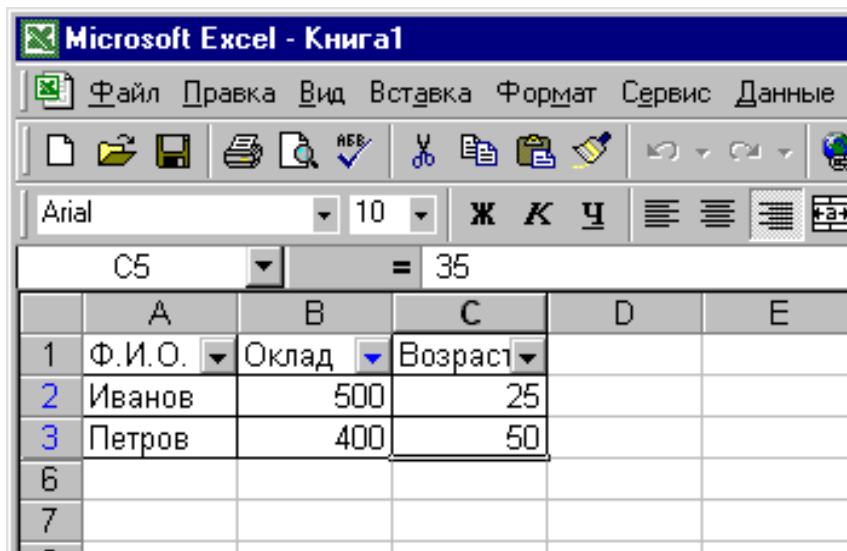 Microsoft Excel - Книга1
Файл Правка Вид Вставка Формат Сервис Данные
АБВ
Arial 10 Ж К Ч a
C5 = 35
A B C D E
1 Ф.И.О. Оклад Возраст
2 Иванов 500 25
3 Петров 400 50
6
7